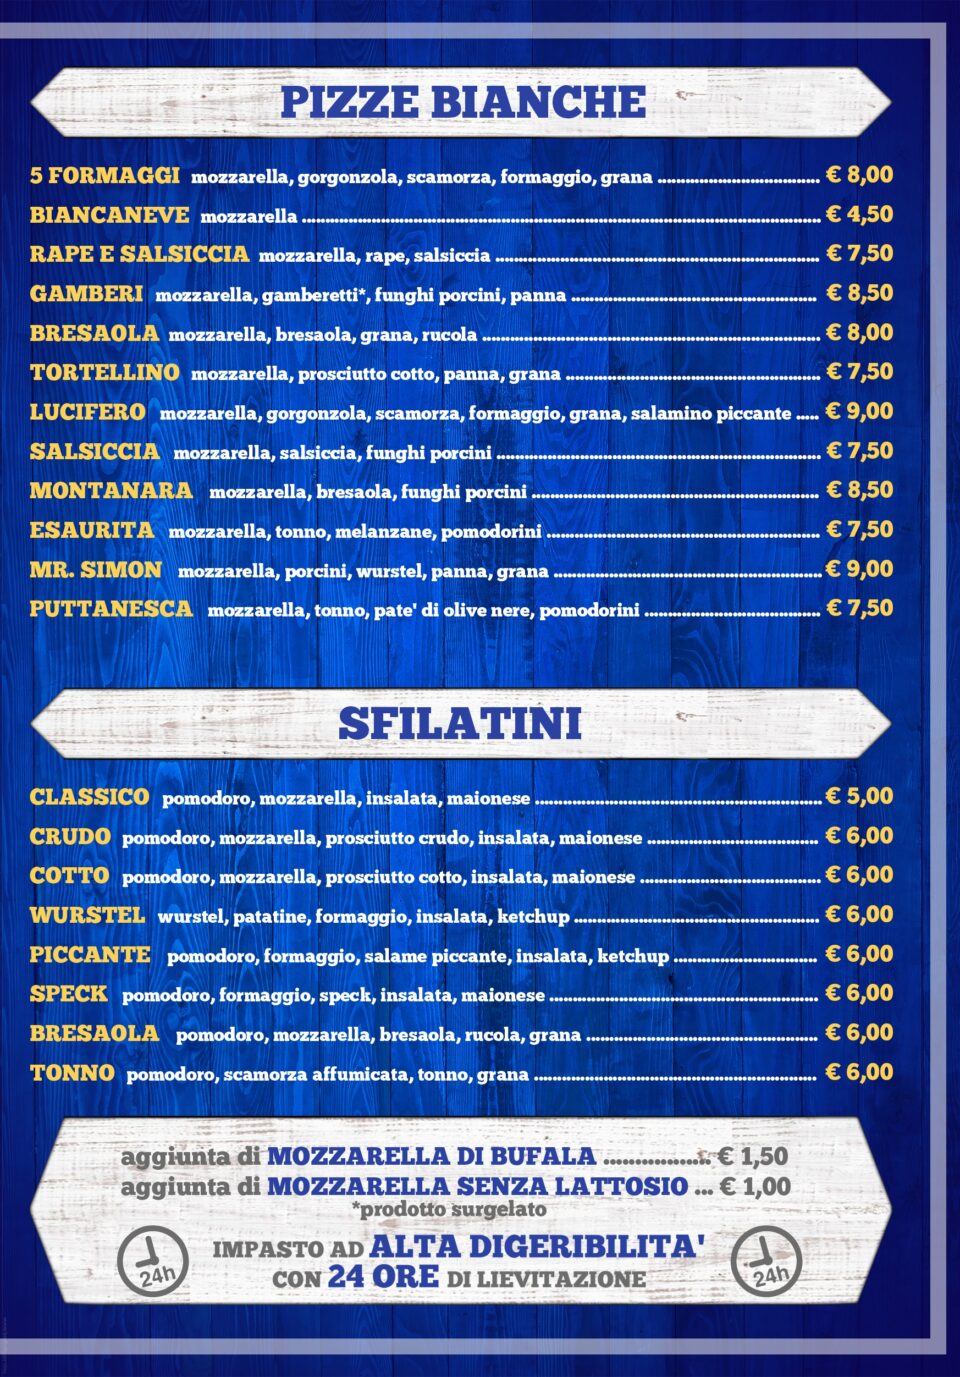 PIZZE BIANCHE
5 FORMAGGI mozzarella, gorgonzola, scamorza, formaggio, grana € 8,00
BIANCANEVE mozzarella € 4,50
RAPE E SALSICCIA mozzarella, rape, salsiccia € 7,50
GAMBERI mozzarella, gamberetti*, funghi porcini, panna € 8,50
BRESAOLA mozzarella, bresaola, grana, rucola € 8,00
TORTELLINO mozzarella, prosciutto cotto, panna, grana € 7,50
LUCIFERO mozzarella, gorgonzola, scamorza, formaggio, grana, salamino piccante € 9,00
SALSICCIA mozzarella, salsiccia, funghi porcini € 7,50
MONTANARA mozzarella, bresaola, funghi porcini € 8,50
ESAURITA mozzarella, tonno, melanzane, pomodorini € 7,50
MR. SIMON mozzarella, porcini, wurstel, panna, grana € 9,00
PUTTANESCA mozzarella, tonno, pate' di olive nere, pomodorini € 7,50
SFILATINI
CLASSICO pomodoro, mozzarella, insalata, maionese € 5,00
CRUDO pomodoro, mozzarella, prosciutto crudo, insalata, maionese € 6,00
COTTO pomodoro, mozzarella, prosciutto cotto, insalata, maionese € 6,00
WURSTEL wurstel, patatine, formaggio, insalata, ketchup € 6,00
PICCANTE pomodoro, formaggio, salame piccante, insalata, ketchup € 6,00
SPECK pomodoro, formaggio, speck, insalata, maionese € 6,00
BRESAOLA pomodoro, mozzarella, bresaola, rucola, grana € 6,00
TONNO pomodoro, scamorza affumicata, tonno, grana € 6,00
aggiunta di MOZZARELLA DI BUFALA € 1,50
aggiunta di MOZZARELLA SENZA LATTOSIO ... € 1,00
*prodotto surgelato
24h IMPASTO AD ALTA DIGERIBILITA' 24h
CON 24 ORE DI LIEVITAZIONE